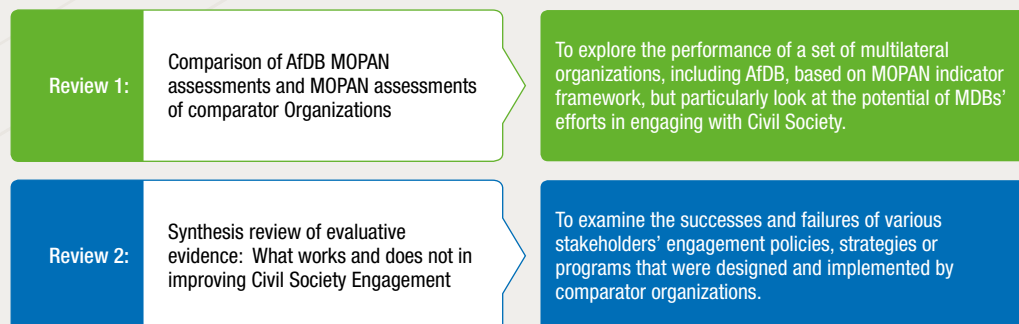 Review 1:
Comparison of AfDB MOPAN
assessments and MOPAN assessments
of comparator Organizations
To explore the performance of a set of multilateral
organizations, including AfDB, based on MOPAN indicator
framework, but particularly look at the potential of MDBs'
efforts in engaging with Civil Society.
Review 2:
Synthesis review of evaluative
evidence: What works and does not in
improving Civil Society Engagement
To examine the successes and failures of various
stakeholders' engagement policies, strategies or
programs that were designed and implemented by
comparator organizations.